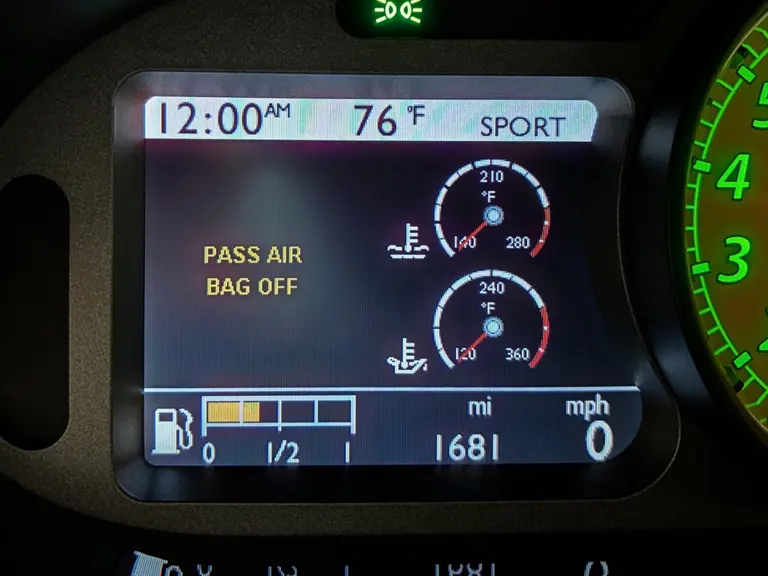 12:00AM 76 °F SPORT
210
°F
140 280
PASS AIR
BAG OFF
240
°F
120 360
mi mph
0 1/2 1 1681 0
4
3